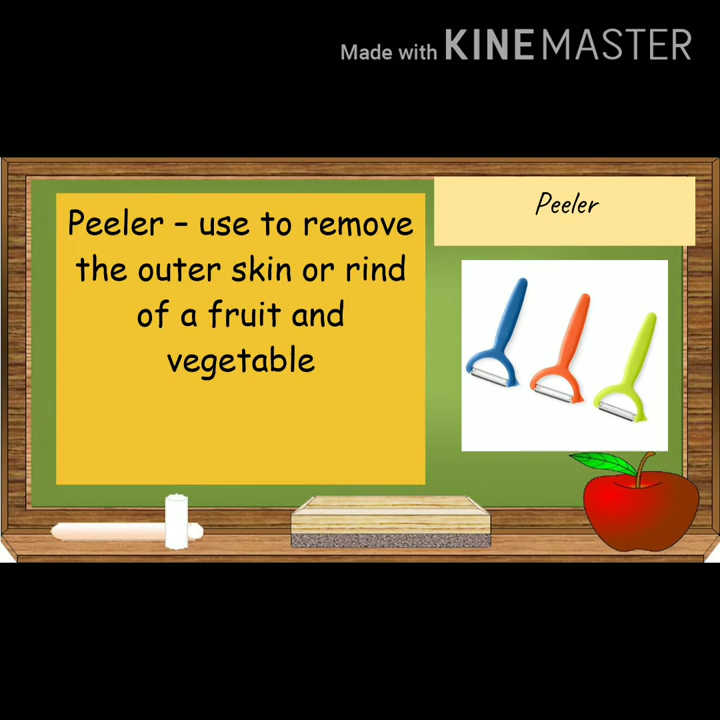 Made with KINEMASTER
Peeler
Peeler – use to remove
the outer skin or rind
of a fruit and
vegetable